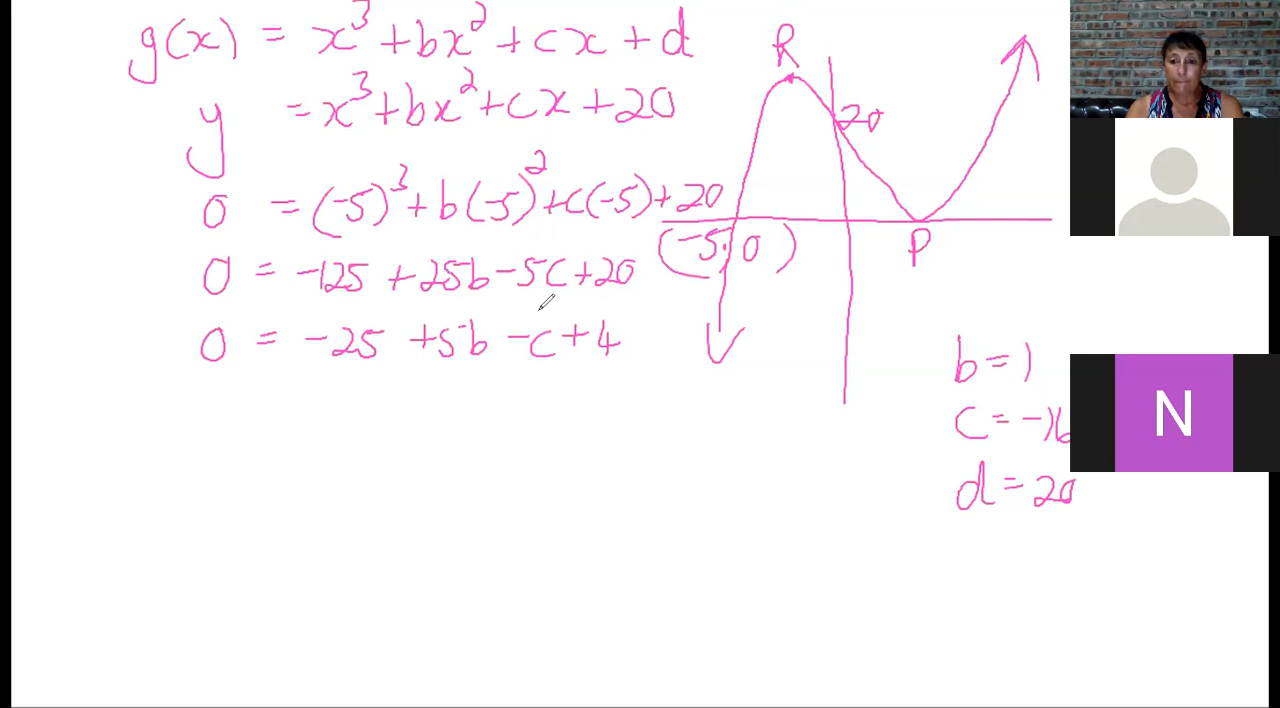 g(x) = x³ + bx² + cx + d
y = x³ + bx² + cx + 20
0 = (-5)³ + b(-5)² + c(-5) + 20
0 = -125 + 25b - 5c + 20
0 = -25 + 5b - c + 4
R
20
(-5;0)
P
b = 1
c = -16
d = 20
N